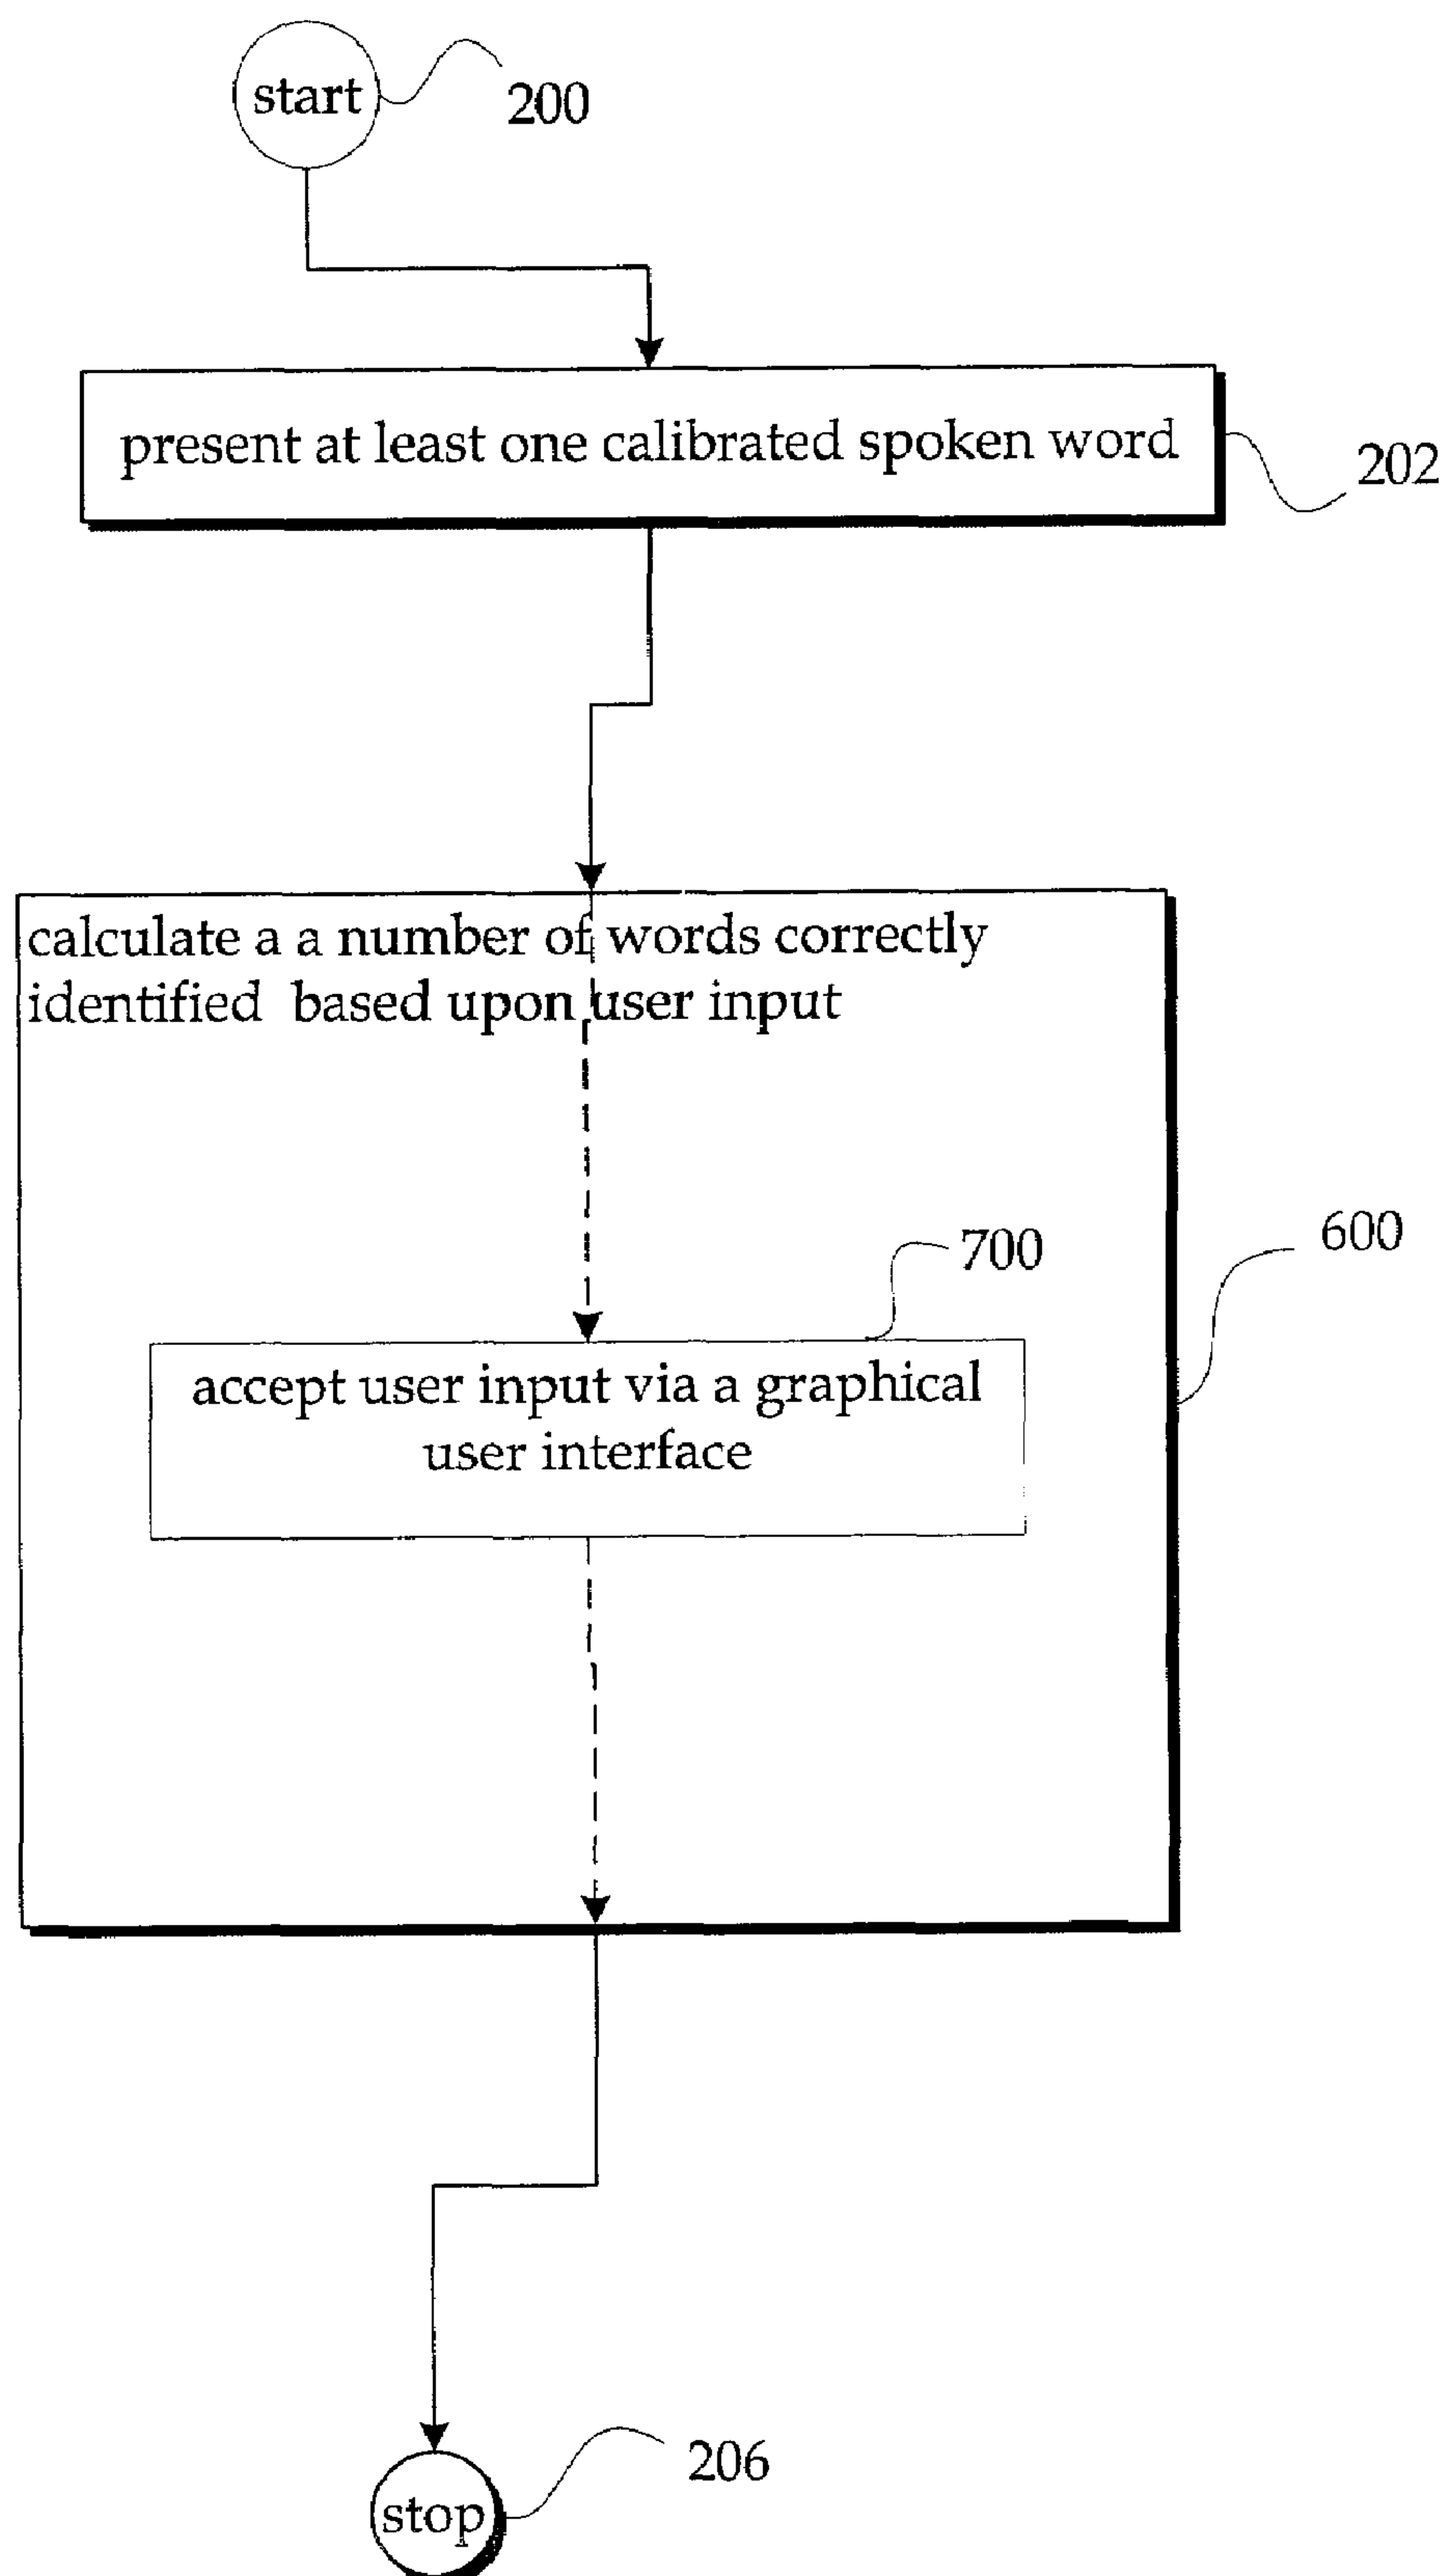 start
200
present at least one calibrated spoken word
202
calculate a a number of words correctly
identified based upon user input
700
600
accept user input via a graphical
user interface
206
stop